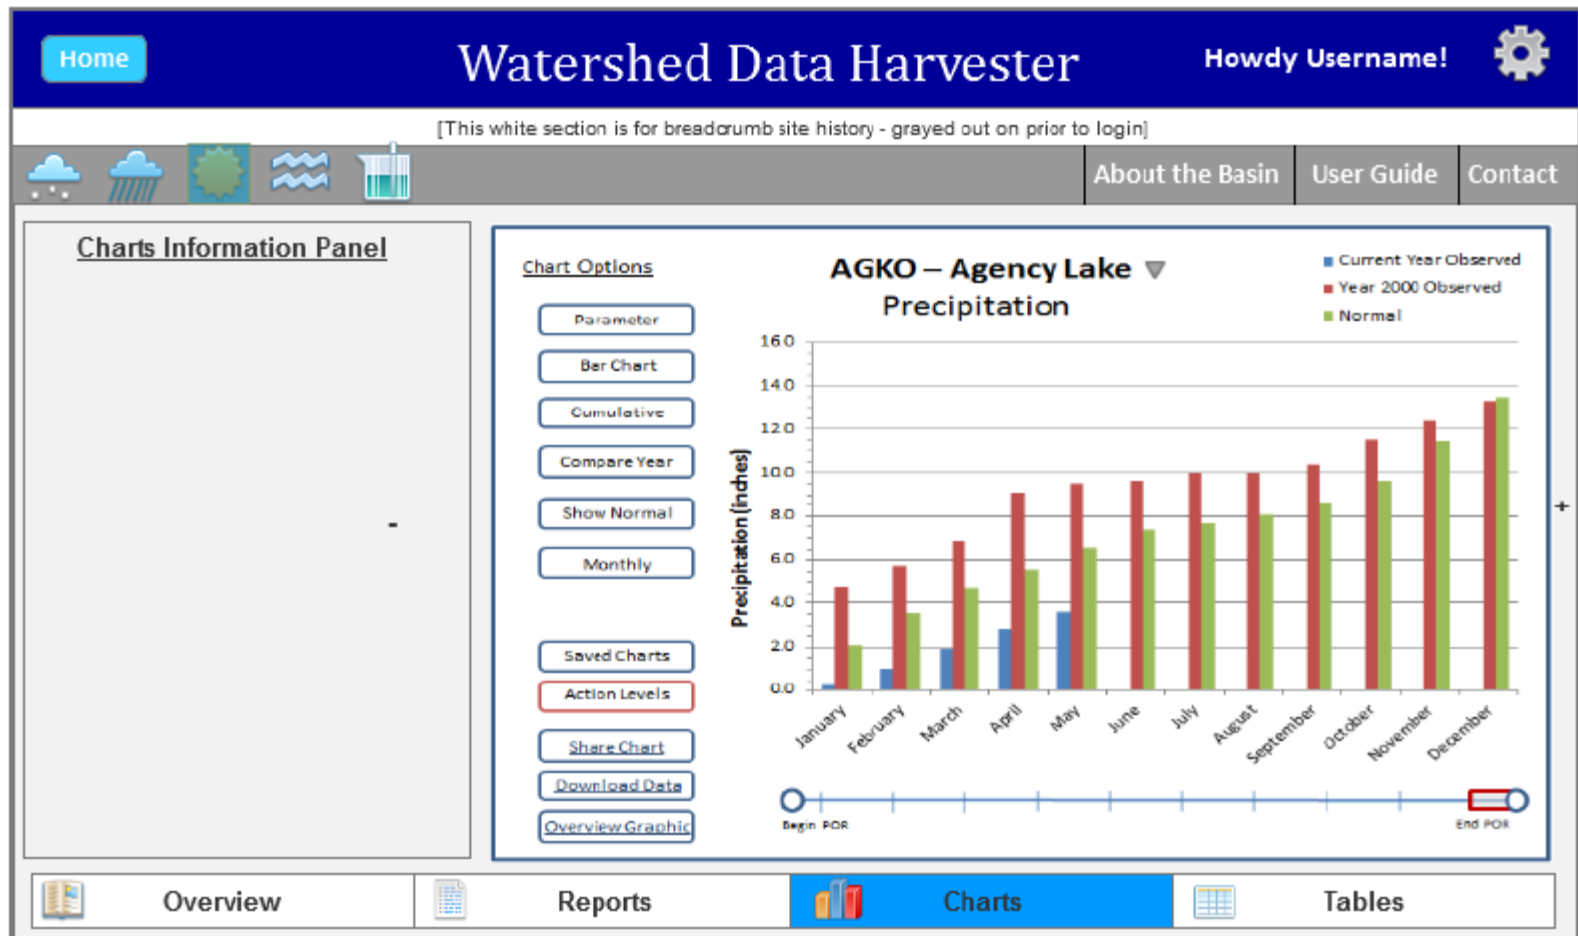 Home
Watershed Data Harvester
Howdy Username!
[This white section is for breadcrumb site history - grayed out on prior to login]
About the Basin
User Guide
Contact
Charts Information Panel
-
Chart Options
Parameter
Bar Chart
Cumulative
Compare Year
Show Normal
Monthly
Saved Charts
Action Levels
Share Chart
Download Data
Overview Graphic
AGKO – Agency Lake
Precipitation
Current Year Observed
Year 2000 Observed
Normal
Precipitation (inches)
16.0
14.0
12.0
10.0
8.0
6.0
4.0
2.0
0.0
January
February
March
April
May
June
July
August
September
October
November
December
Begin POR
End POR
+
Overview
Reports
Charts
Tables